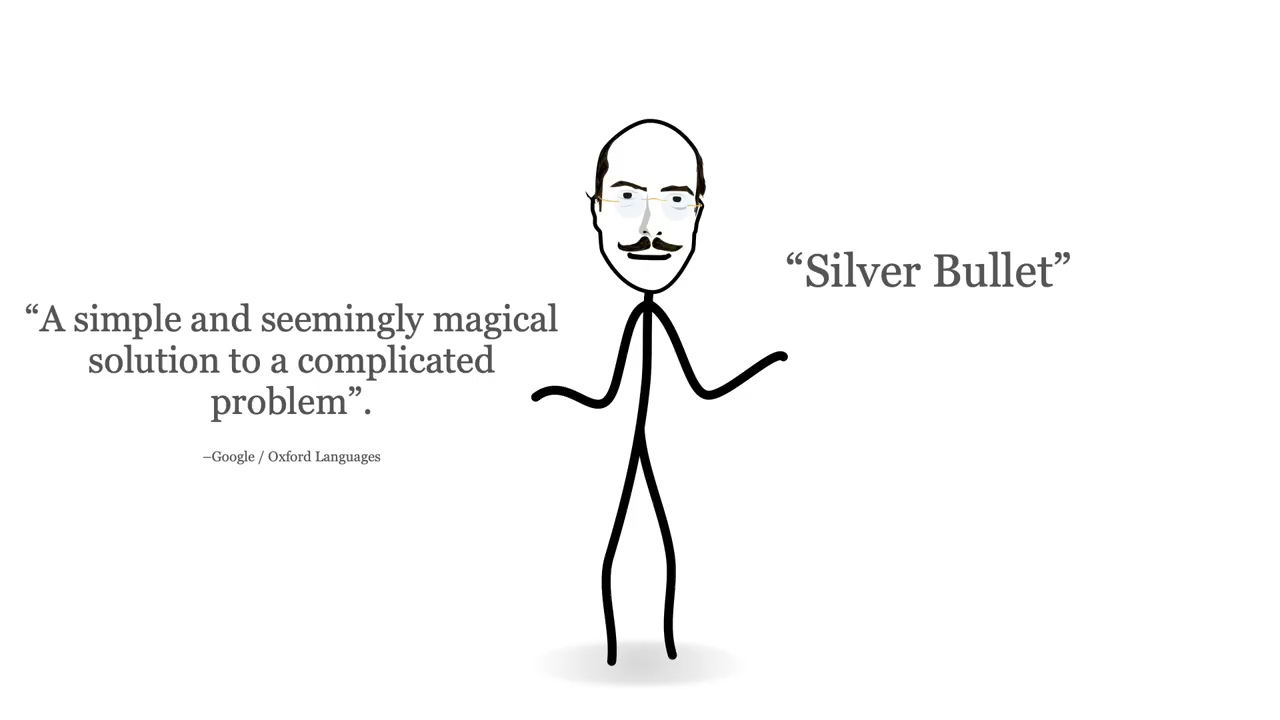 “A simple and seemingly magical
solution to a complicated
problem”.
–Google / Oxford Languages
“Silver Bullet”